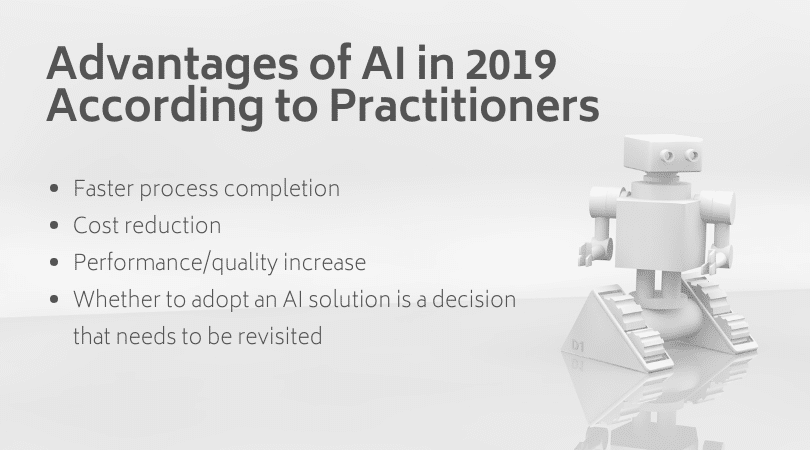 Advantages of AI in 2019
According to Practitioners
• Faster process completion
• Cost reduction
• Performance/quality increase
• Whether to adopt an AI solution is a decision
that needs to be revisited
01